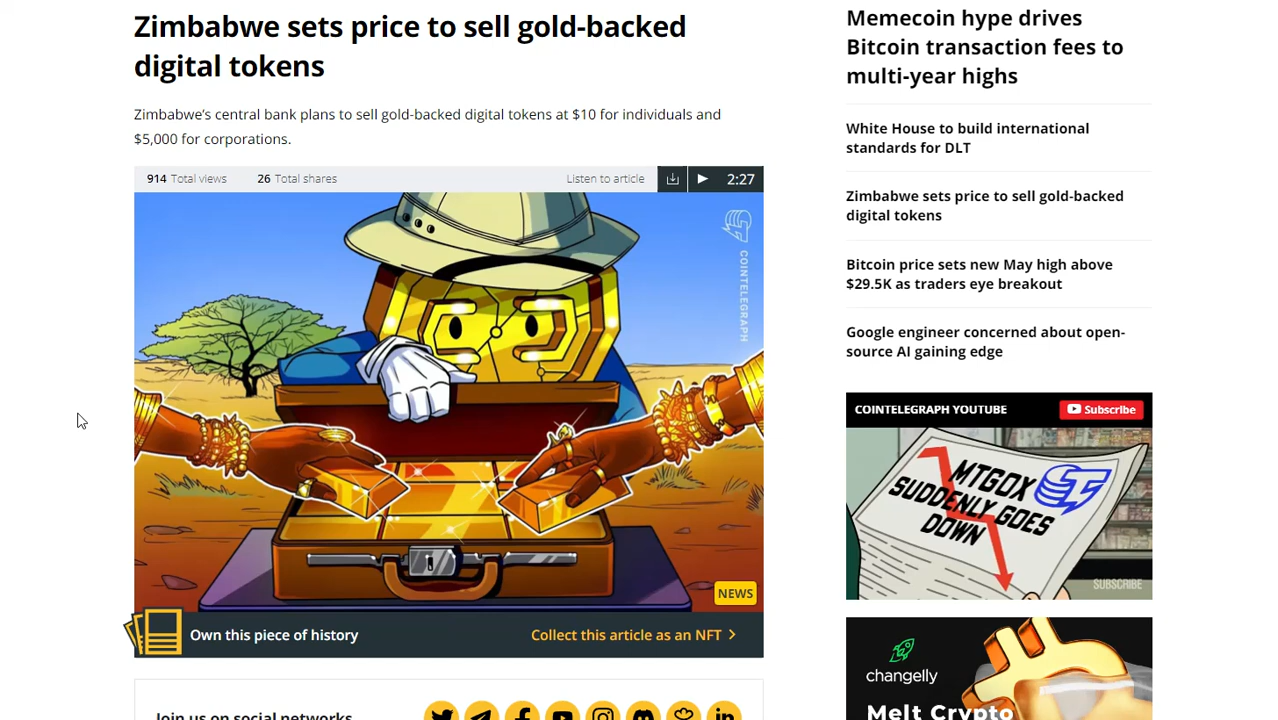 Zimbabwe sets price to sell gold-backed
digital tokens
Zimbabwe’s central bank plans to sell gold-backed digital tokens at $10 for individuals and
$5,000 for corporations.
914 Total views 26 Total shares Listen to article 2:27
COINTELEGRAPH
NEWS
Own this piece of history Collect this article as an NFT
Join us on social networks
Memecoin hype drives
Bitcoin transaction fees to
multi-year highs
White House to build international
standards for DLT
Zimbabwe sets price to sell gold-backed
digital tokens
Bitcoin price sets new May high above
$29.5K as traders eye breakout
Google engineer concerned about open-
source AI gaining edge
COINTELEGRAPH YOUTUBE Subscribe
MTGOX
SUDDENLY GOES
DOWN
SUBSCRIBE
changelly
Melt Crypto